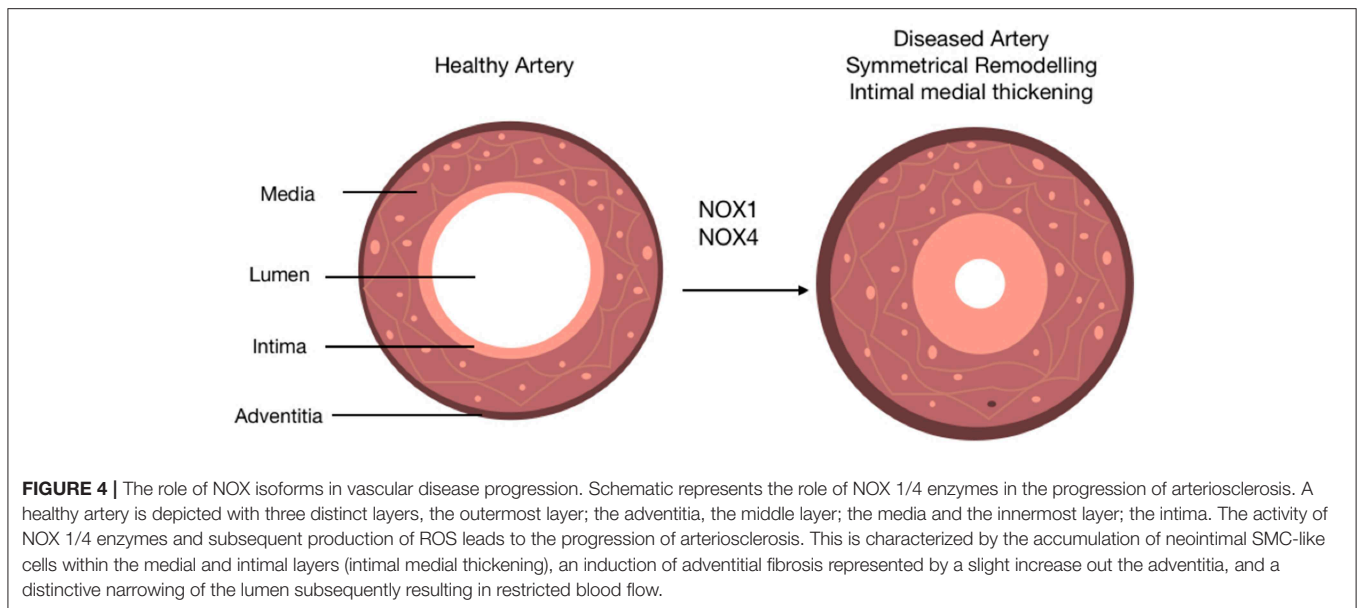 Healthy Artery
Diseased Artery
Symmetrical Remodelling
Intimal medial thickening
Media
Lumen
Intima
Adventitia
NOX1
NOX4
FIGURE 4 | The role of NOX isoforms in vascular disease progression. Schematic represents the role of NOX 1/4 enzymes in the progression of arteriosclerosis. A
healthy artery is depicted with three distinct layers, the outermost layer; the adventitia, the middle layer; the media and the innermost layer; the intima. The activity of
NOX 1/4 enzymes and subsequent production of ROS leads to the progression of arteriosclerosis. This is characterized by the accumulation of neointimal SMC-like
cells within the medial and intimal layers (intimal medial thickening), an induction of adventitial fibrosis represented by a slight increase out the adventitia, and a
distinctive narrowing of the lumen subsequently resulting in restricted blood flow.